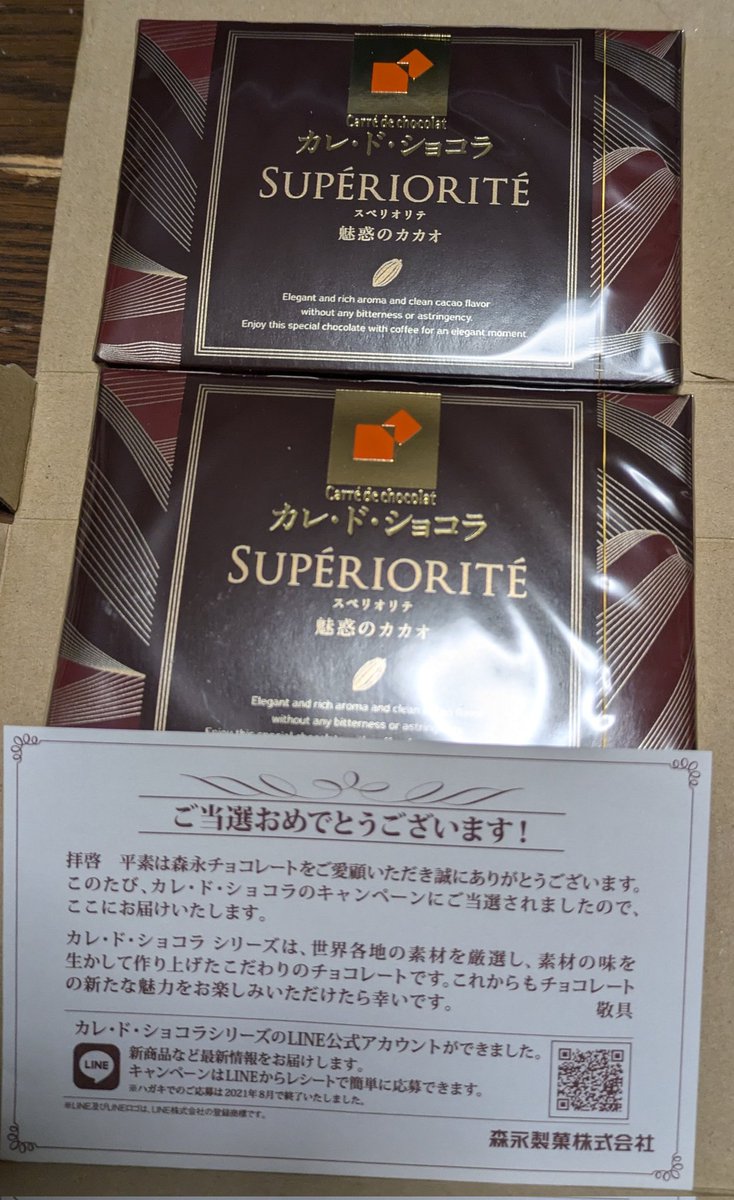 Carré de chocolat
カレ・ド・ショコラ
SUPÉRIORITÉ
スペリオリテ
魅惑のカカオ
Elegant and rich aroma and clean cacao flavor
without any bitterness or astringency.
Enjoy this special chocolate with coffee for an elegant moment.
Carré de chocolat
カレ・ド・ショコラ
SUPÉRIORITÉ
スペリオリテ
魅惑のカカオ
Elegant and rich aroma and clean cacao flavor
without any bitterness or
Enjoy this special
ご当選おめでとうございます!
拝啓 平素は森永チョコレートをご愛顧いただき誠にありがとうございます。
このたび、カレ・ド・ショコラのキャンペーンにご当選されましたので、
ここにお届けいたします。
カレ・ド・ショコラ シリーズは、世界各地の素材を厳選し、素材の味を
生かして作り上げたこだわりのチョコレートです。これからもチョコレート
の新たな魅力をお楽しみいただけたら幸いです。 敬具
カレ・ド・ショコラシリーズのLINE公式アカウントができました。
LINE
新商品など最新情報をお届けします。
キャンペーンはLINEからレシートで簡単に応募できます。
※ハガキでのご応募は2021年8月で終了いたしました。
※LINE及びLINEロゴは、LINE株式会社の登録商標です。
森永製菓株式会社